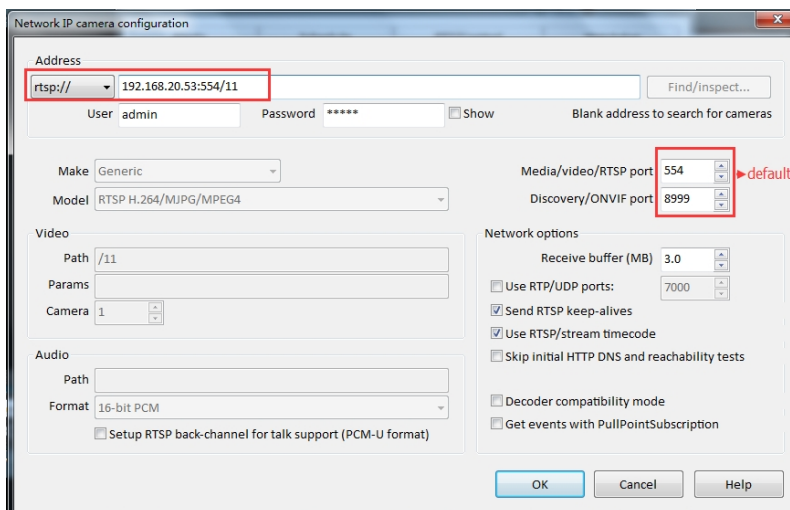 Network IP camera configuration
Address
rtsp:// 192.168.20.53:554/11 Find/inspect...
User admin Password ***** Show Blank address to search for cameras
Make Generic Media/video/RTSP port 554 default
Model RTSP H.264/MJPG/MPEG4 Discovery/ONVIF port 8999
Video Network options
Path /11 Receive buffer (MB) 3.0
Params Use RTP/UDP ports: 7000
Camera 1 Send RTSP keep-alives
Use RTSP/stream timecode
Audio Skip initial HTTP DNS and reachability tests
Path
Format 16-bit PCM Decoder compatibility mode
Setup RTSP back-channel for talk support (PCM-U format) Get events with PullPointSubscription
OK Cancel Help